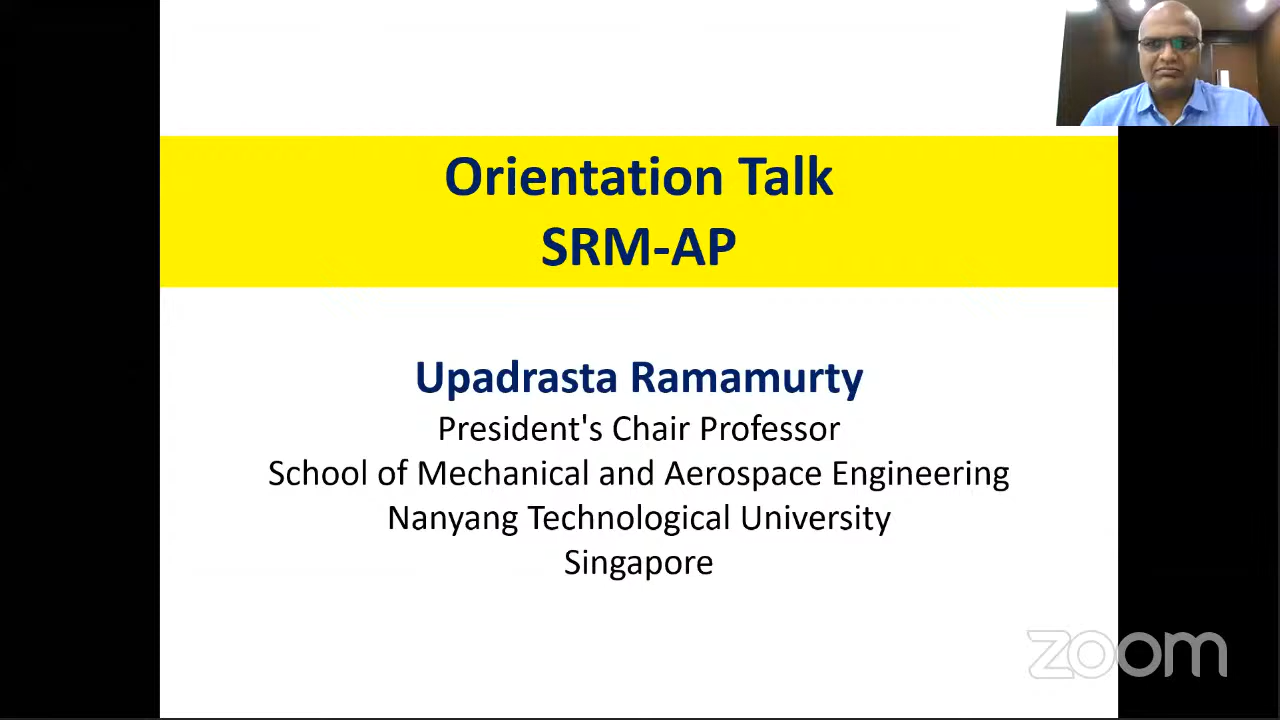 Orientation Talk
SRM-AP
Upadrasta Ramamurty
President's Chair Professor
School of Mechanical and Aerospace Engineering
Nanyang Technological University
Singapore
zoom